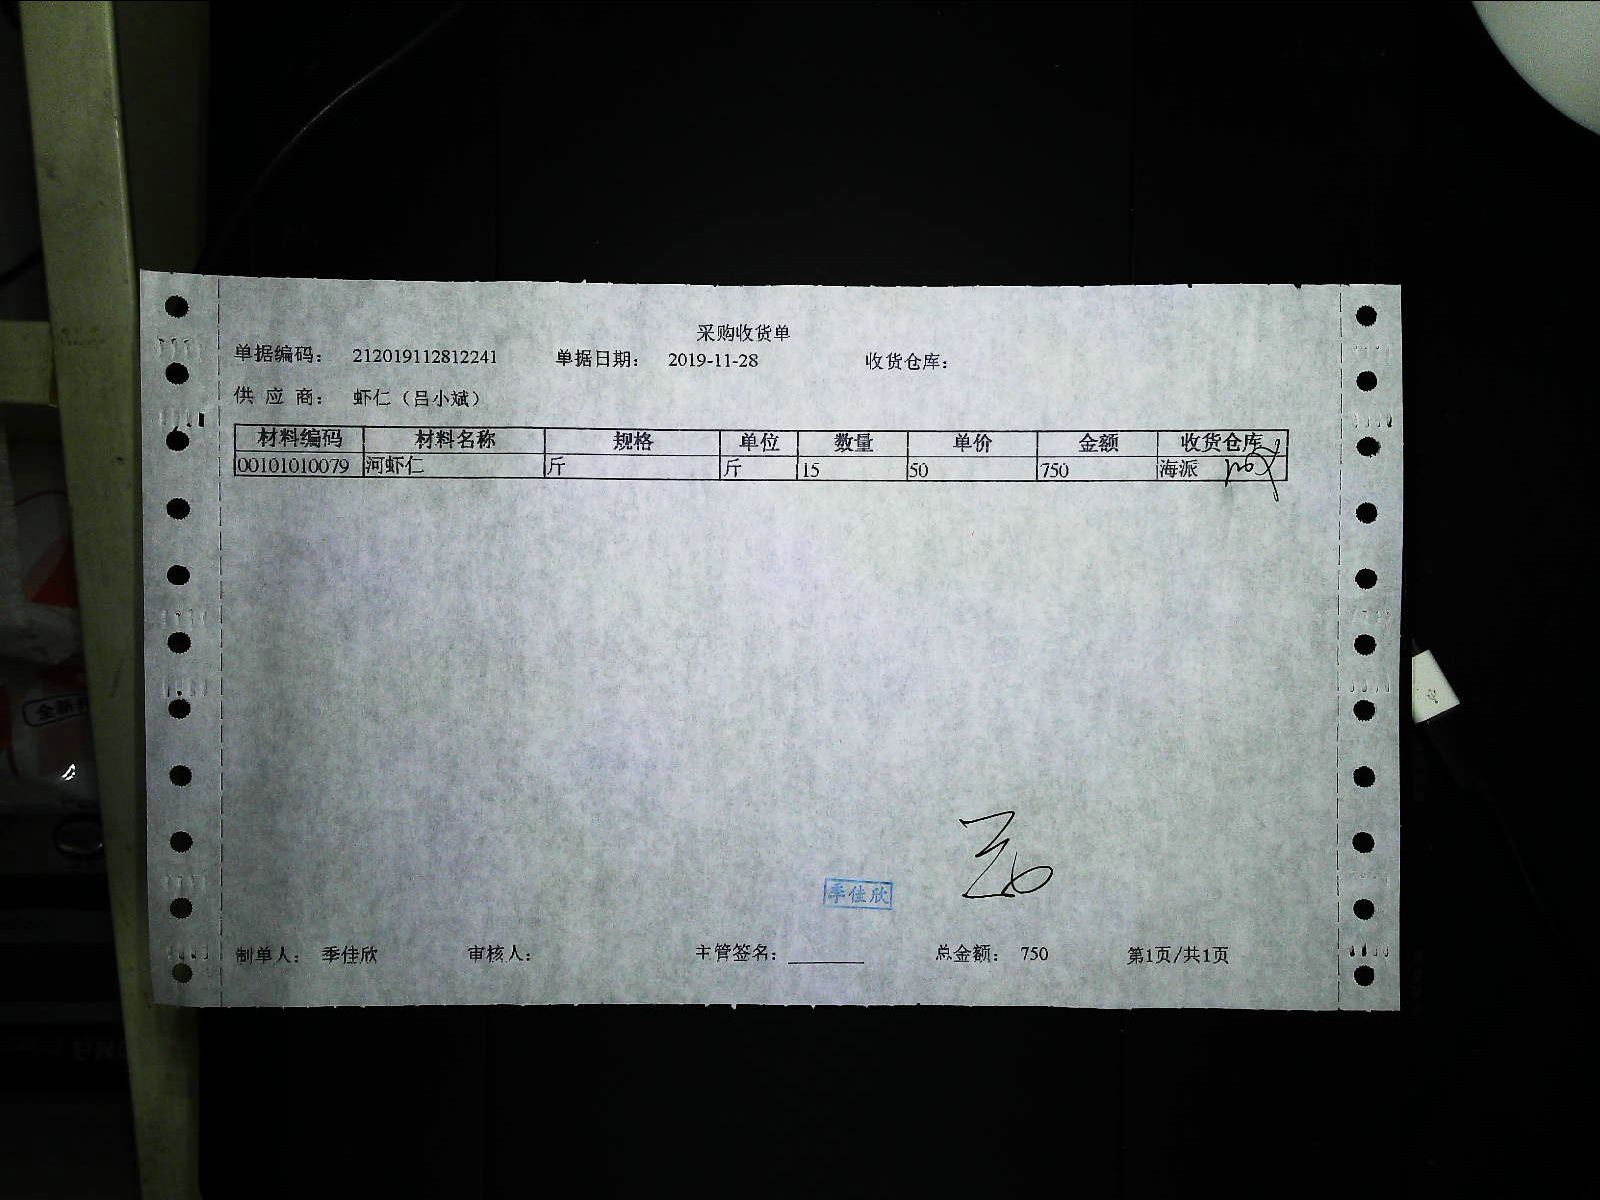 采购收货单
单据编码： 212019112812241 单据日期： 2019-11-28 收货仓库：
供 应 商： 虾仁（吕小斌）
材料编码 材料名称 规格 单位 数量 单价 金额 收货仓库
00101010079 河虾仁 斤 斤 15 50 750 海派
季佳欣
制单人： 季佳欣 审核人： 主管签名： 总金额： 750 第1页/共1页
全新